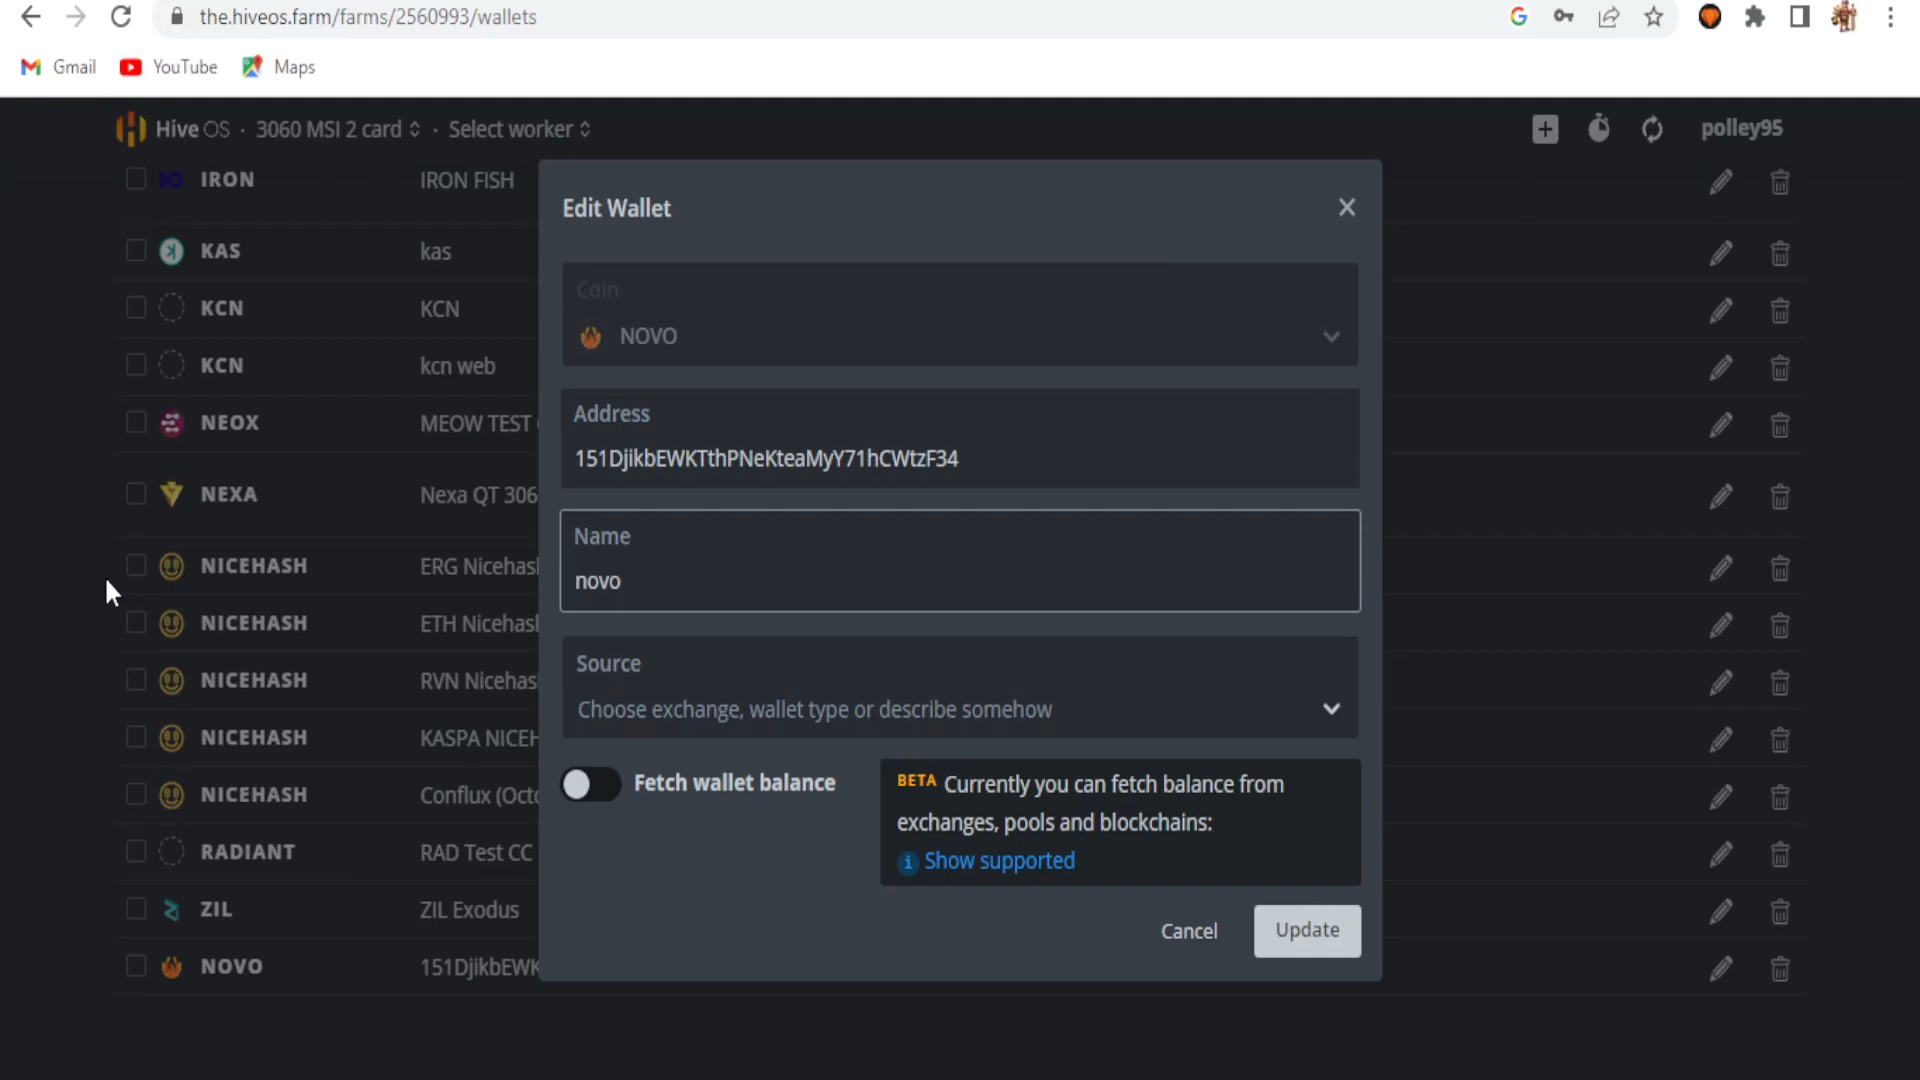 the.hiveos.farm/farms/2560993/wallets
Gmail YouTube Maps
Hive OS · 3060 MSI 2 card · Select worker
polley95
IRON IRON FISH
KAS kas
KCN KCN
KCN kcn web
NEOX MEOW TEST
NEXA Nexa QT 306
NICEHASH ERG Nicehas
NICEHASH ETH Nicehas
NICEHASH RVN Nicehas
NICEHASH KASPA NICEH
NICEHASH Conflux (Octo
RADIANT RAD Test CC
ZIL ZIL Exodus
NOVO 151DjikbEWK
Edit Wallet
Coin
NOVO
Address
151DjikbEWKTthPNeKteaMyY71hCWtzF34
Name
novo
Source
Choose exchange, wallet type or describe somehow
Fetch wallet balance
BETA Currently you can fetch balance from
exchanges, pools and blockchains:
Show supported
Cancel
Update